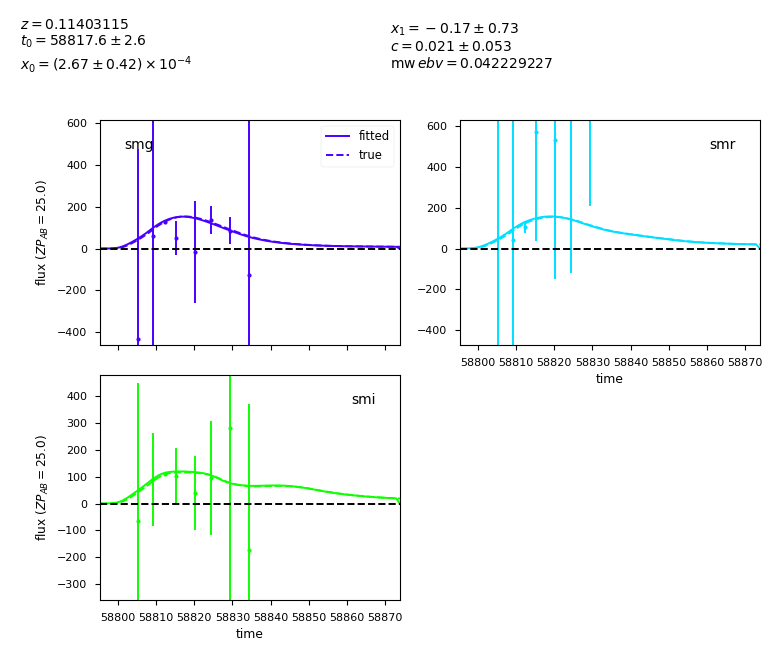 z = 0.11403115
t₀ = 58817.6 ± 2.6
x₀ = (2.67 ± 0.42) × 10⁻⁴
x₁ = −0.17 ± 0.73
c = 0.021 ± 0.053
mw ebv = 0.042229227
smg
fitted
true
600
400
200
0
−200
−400
flux (ZP_AB = 25.0)
smr
600
400
200
0
−200
−400
58800 58810 58820 58830 58840 58850 58860 58870
time
smi
400
300
200
100
0
−100
−200
−300
flux (ZP_AB = 25.0)
58800 58810 58820 58830 58840 58850 58860 58870
time